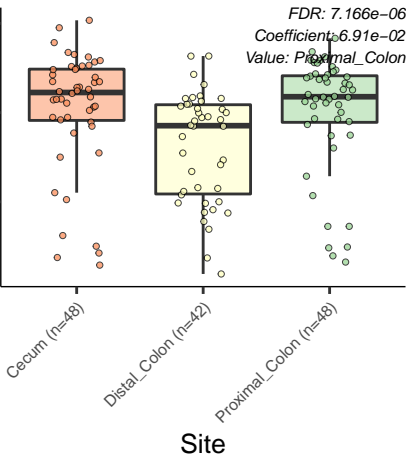 FDR: 7.166e−06
Coefficient: 6.91e−02
Value: Proximal_Colon
Cecum (n=48)
Distal_Colon (n=42)
Proximal_Colon (n=48)
Site